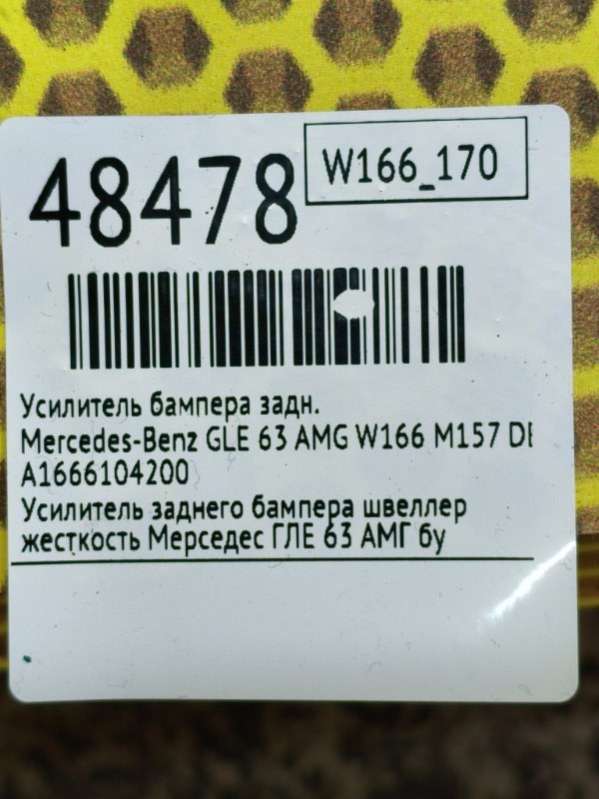 48478
W166_170
Усилитель бампера задн.
Mercedes-Benz GLE 63 AMG W166 M157 DE
A1666104200
Усилитель заднего бампера швеллер
жесткость Мерседес ГЛЕ 63 АМГ бу